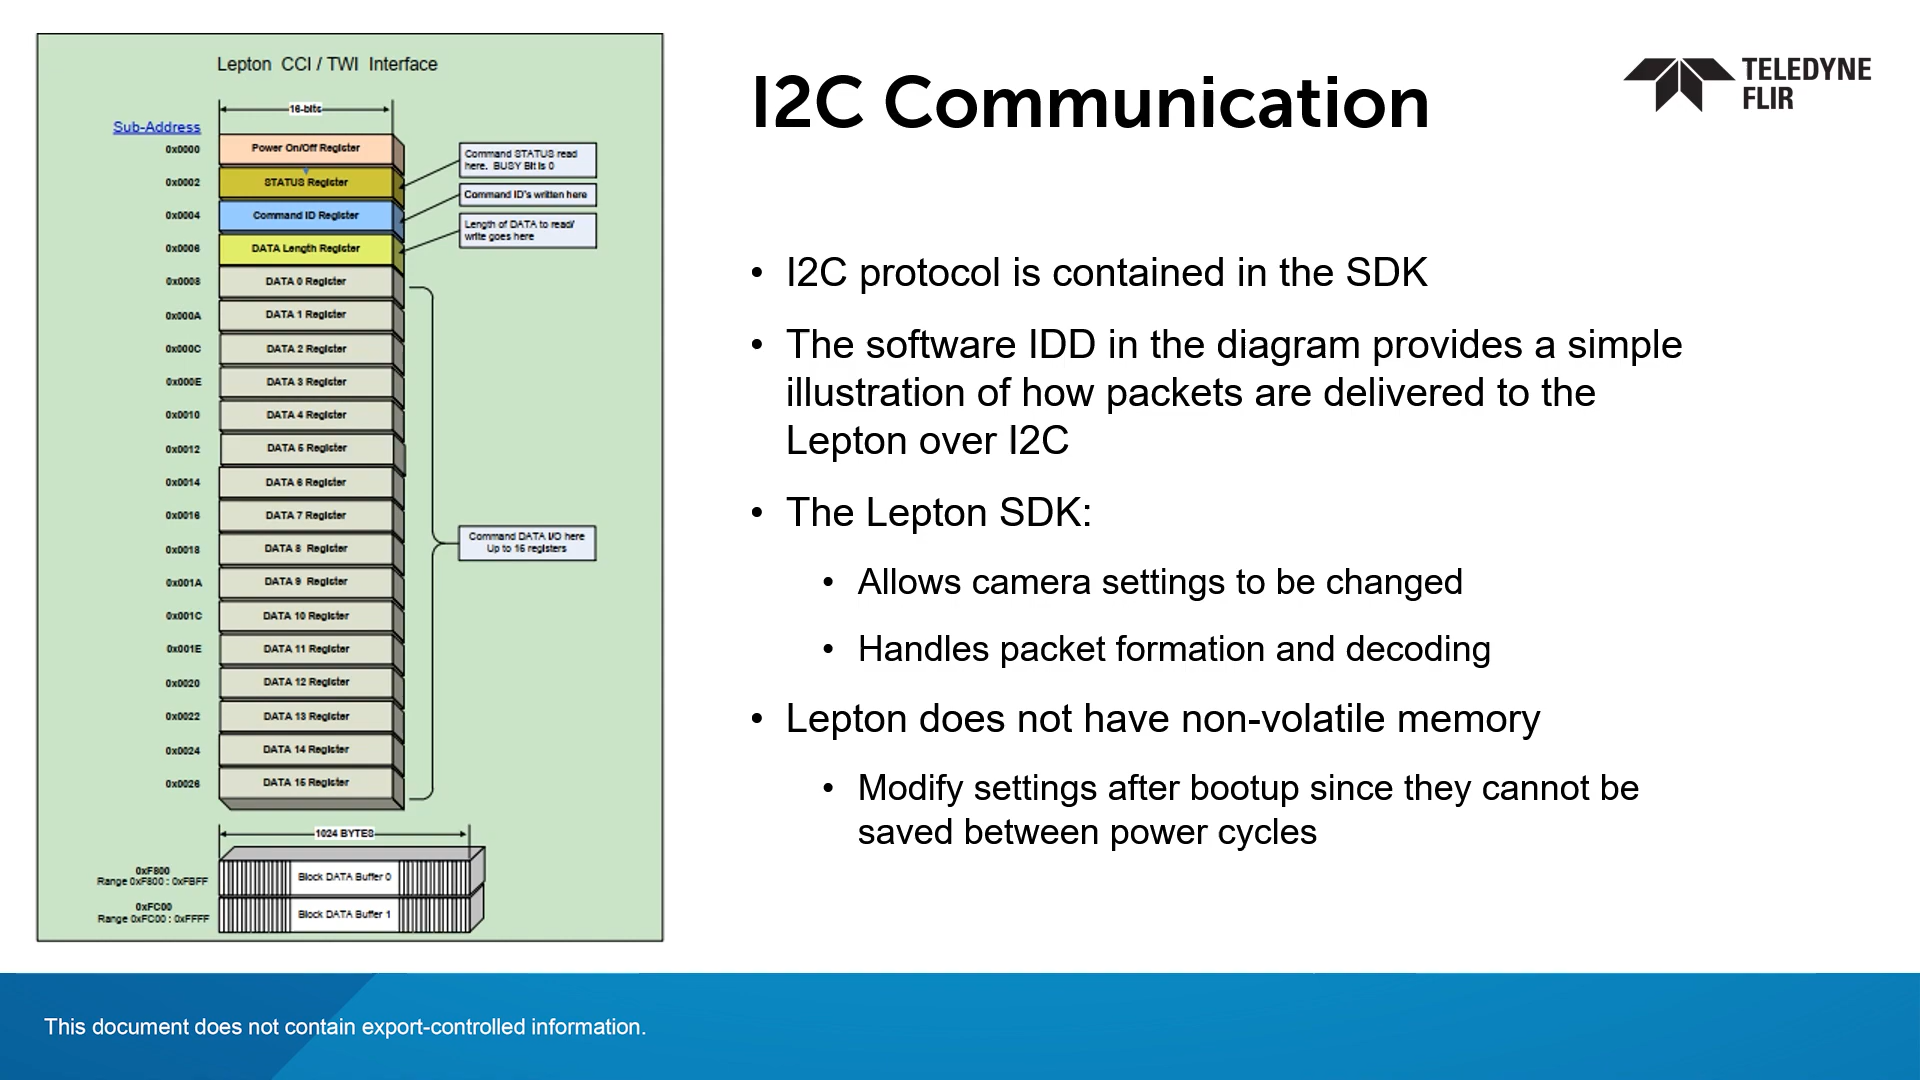 Lepton CCI / TWI Interface
16-bits
Sub-Address
0x0000 Power On/Off Register
0x0002 STATUS Register
0x0004 Command ID Register
0x0006 DATA Length Register
0x0008 DATA 0 Register
0x000A DATA 1 Register
0x000C DATA 2 Register
0x000E DATA 3 Register
0x0010 DATA 4 Register
0x0012 DATA 5 Register
0x0014 DATA 6 Register
0x0016 DATA 7 Register
0x0018 DATA 8 Register
0x001A DATA 9 Register
0x001C DATA 10 Register
0x001E DATA 11 Register
0x0020 DATA 12 Register
0x0022 DATA 13 Register
0x0024 DATA 14 Register
0x0026 DATA 15 Register
Command STATUS read
here. BUSY Bit is 0
Command ID's written here
Length of DATA to read/
write goes here
Command DATA I/O here
Up to 16 registers
1024 BYTES
0xF800
Range 0xF800 : 0xFBFF
Block DATA Buffer 0
0xFC00
Range 0xFC00 : 0xFFFF
Block DATA Buffer 1
I2C Communication
TELEDYNE
FLIR
• I2C protocol is contained in the SDK
• The software IDD in the diagram provides a simple
illustration of how packets are delivered to the
Lepton over I2C
• The Lepton SDK:
• Allows camera settings to be changed
• Handles packet formation and decoding
• Lepton does not have non-volatile memory
• Modify settings after bootup since they cannot be
saved between power cycles
This document does not contain export-controlled information.